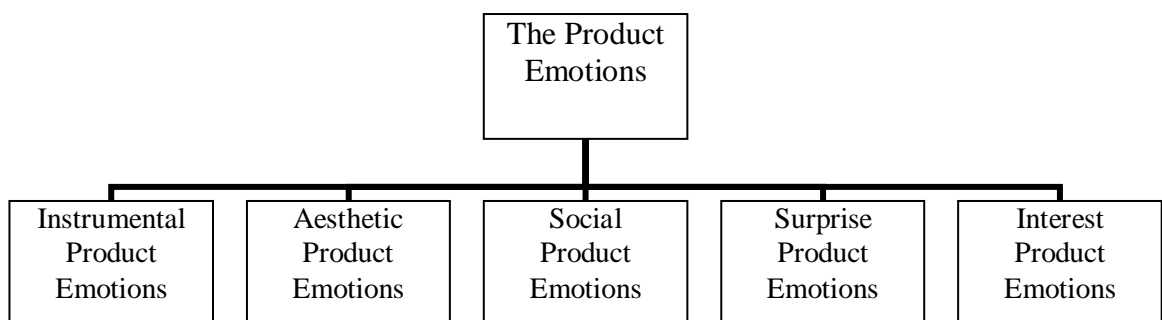 The Product
Emotions
Instrumental
Product
Emotions
Aesthetic
Product
Emotions
Social
Product
Emotions
Surprise
Product
Emotions
Interest
Product
Emotions